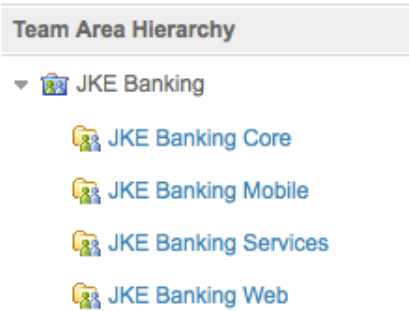 Team Area Hierarchy
JKE Banking
JKE Banking Core
JKE Banking Mobile
JKE Banking Services
JKE Banking Web